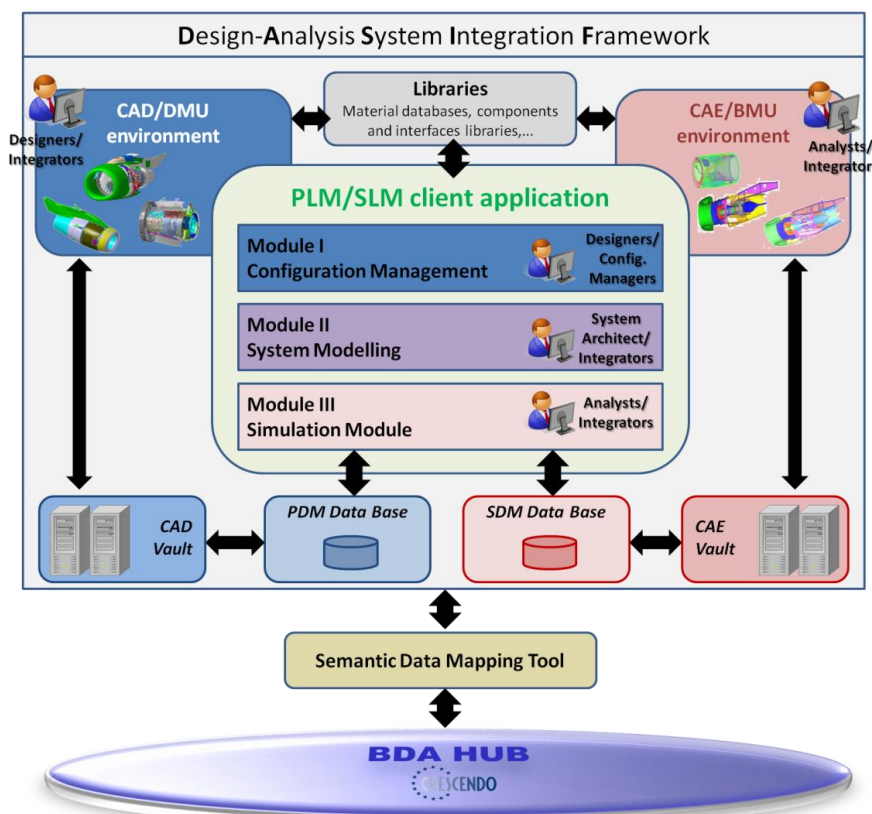 Design-Analysis System Integration Framework
Designers/
Integrators
CAD/DMU
environment
Libraries
Material databases, components
and interfaces libraries,...
CAE/BMU
environment
Analysts/
Integrator
PLM/SLM client application
Module I
Configuration Management
Designers/
Config.
Managers
Module II
System Modelling
System
Architect/
Integrators
Module III
Simulation Module
Analysts/
Integrators
CAD
Vault
PDM Data Base
SDM Data Base
CAE
Vault
Semantic Data Mapping Tool
BDA HUB
CRESCENDO